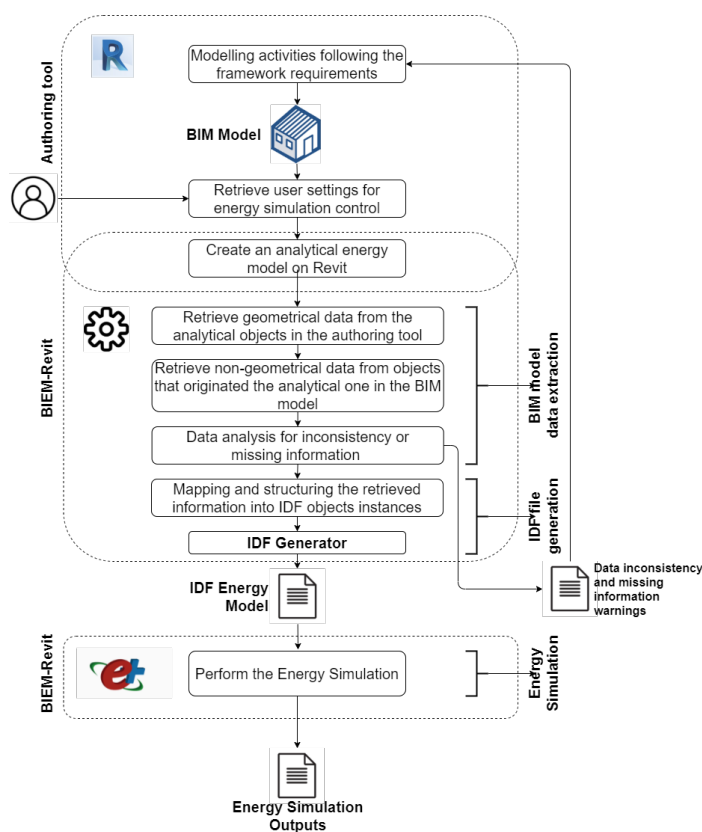 Modelling activities following the
framework requirements
Authoring tool
R
BIM Model
Retrieve user settings for
energy simulation control
Create an analytical energy
model on Revit
BIEM-Revit
Retrieve geometrical data from the
analytical objects in the authoring tool
Retrieve non-geometrical data from objects
that originated the analytical one in the BIM
model
Data analysis for inconsistency or
missing information
BIM model
data extraction
Mapping and structuring the retrieved
information into IDF objects instances
IDF Generator
IDF file
generation
IDF Energy
Model
Data inconsistency
and missing
information
warnings
BIEM-Revit
e+
Perform the Energy Simulation
Energy
Simulation
Energy Simulation
Outputs